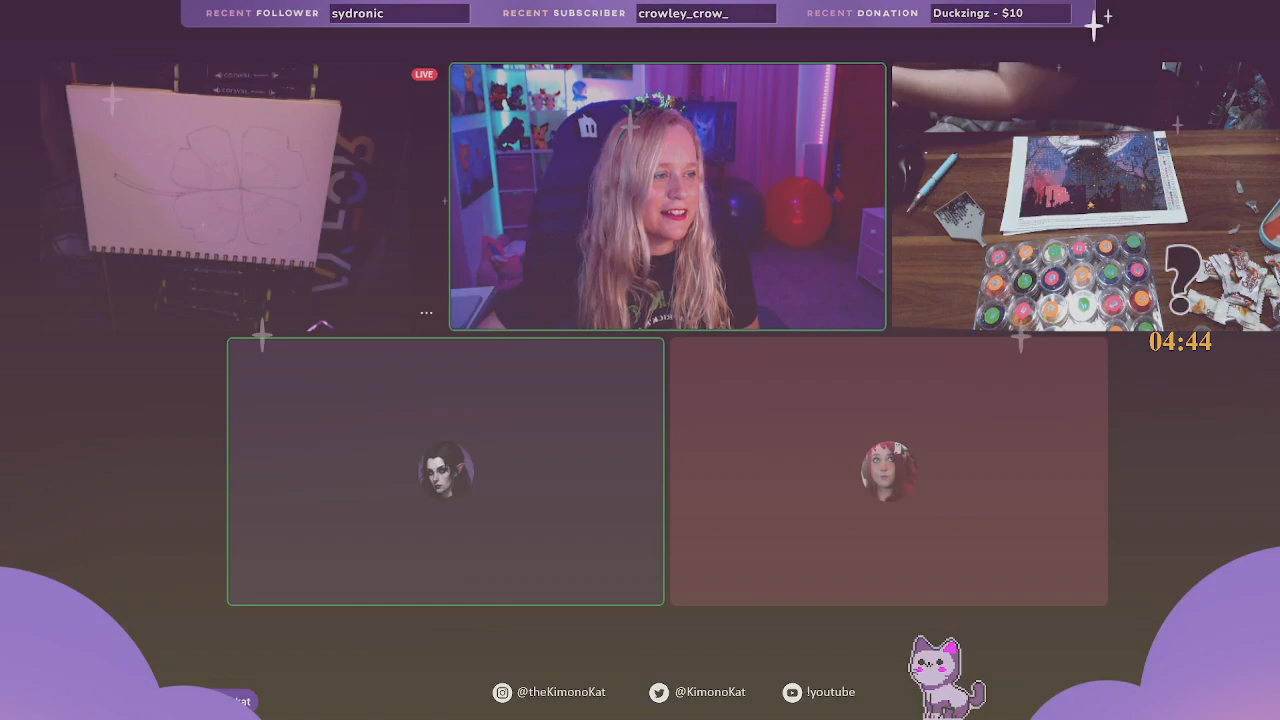 RECENT FOLLOWER sydronic RECENT SUBSCRIBER crowley_crow_ RECENT DONATION Duckzingz - $10
LIVE
04:44
@theKimonoKat @KimonoKat !youtube